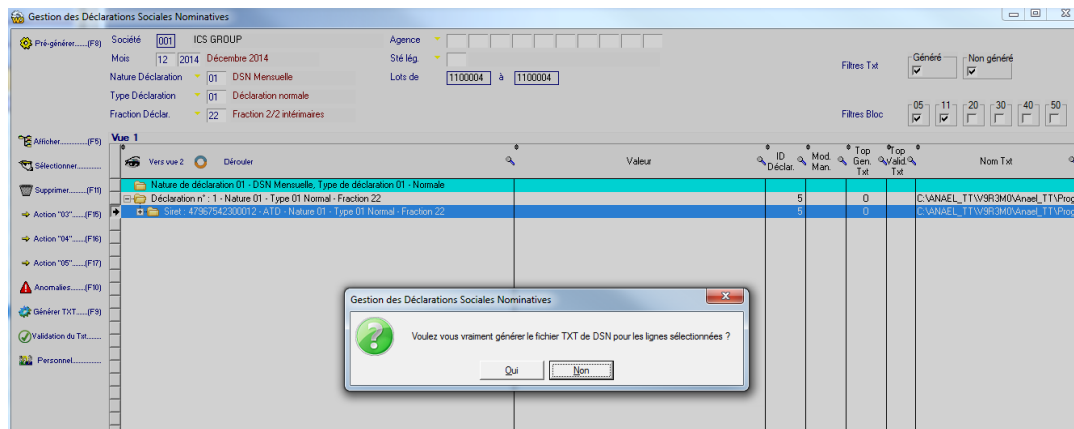 Gestion des Déclarations Sociales Nominatives
Pré-générer......(F8)
Société 001 ICS GROUP
Agence
Mois 12 2014 Décembre 2014
Sté lég.
Nature Déclaration 01 DSN Mensuelle
Lots de 1100004 à 1100004
Type Déclaration 01 Déclaration normale
Fraction Déclar. 22 Fraction 2/2 intérimaires
Filtres Txt Généré Non généré
Filtres Bloc 05 11 20 30 40 50
Afficher..............(F5)
Sélectionner..........
Supprimer.........(F11)
Action "03"......(F15)
Action "04"......(F16)
Action "05"......(F17)
Anomalies.......(F10)
Générer TXT.....(F9)
Validation du Txt.......
Personnel..............
Vue 1
Vers vue 2 Dérouler Valeur ID Déclar. Mod. Man. Top Gen. Txt Top Valid. Txt Nom Txt
Nature de déclaration 01 - DSN Mensuelle, Type de déclaration 01 - Normale
Déclaration n° : 1 - Nature 01 - Type 01 Normal - Fraction 22 5 0 C:\ANAEL_TT\V9R3M0\Anael_TT\Prog
Siret : 47967542300012 - ATD - Nature 01 - Type 01 Normal - Fraction 22 5 0 C:\ANAEL_TT\V9R3M0\Anael_TT\Prog
Gestion des Déclarations Sociales Nominatives
Voulez vous vraiment générer le fichier TXT de DSN pour les lignes sélectionnées ?
Oui
Non